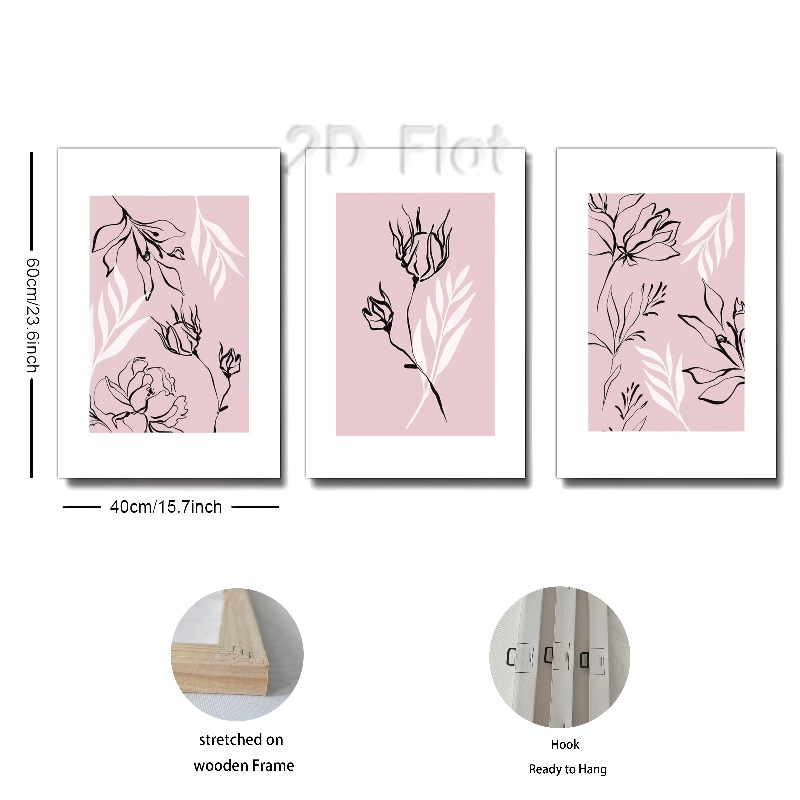 2D Flat
60cm/23.6inch
40cm/15.7inch
stretched on
wooden Frame
Hook
Ready to Hang